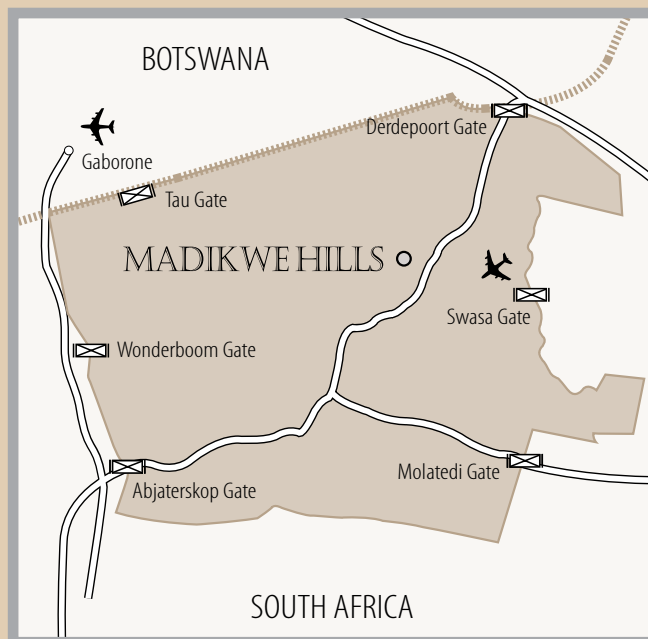 BOTSWANA
Derdepoort Gate
Gaborone
Tau Gate
MADIKWE HILLS
Swasa Gate
Wonderboom Gate
Molatedi Gate
Abjaterskop Gate
SOUTH AFRICA